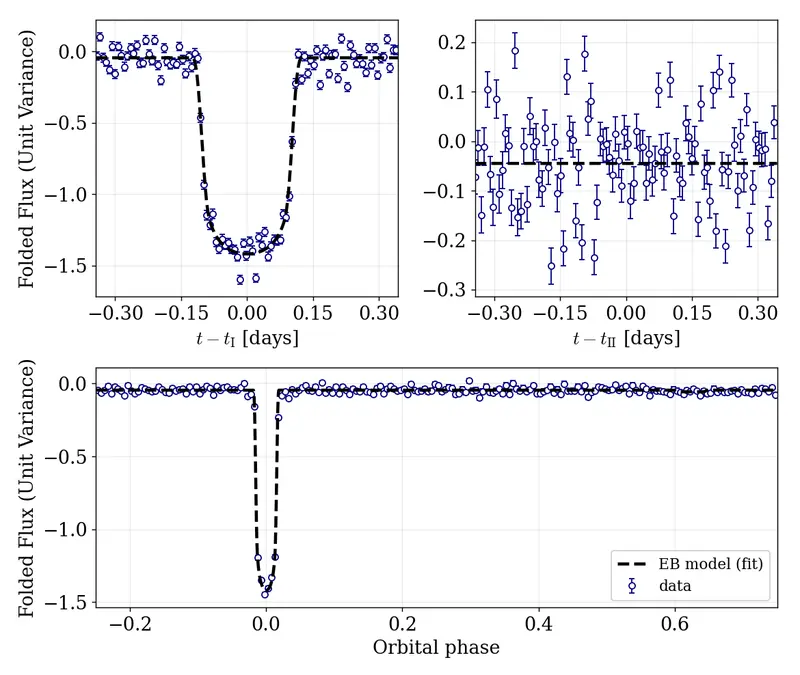 Folded Flux (Unit Variance)
0.0
−0.5
−1.0
−1.5
−0.30 −0.15 0.00 0.15 0.30
t − tI [days]
0.2
0.1
0.0
−0.1
−0.2
−0.3
−0.30 −0.15 0.00 0.15 0.30
t − tII [days]
Folded Flux (Unit Variance)
0.0
−0.5
−1.0
−1.5
−0.2 0.0 0.2 0.4 0.6
Orbital phase
EB model (fit)
data